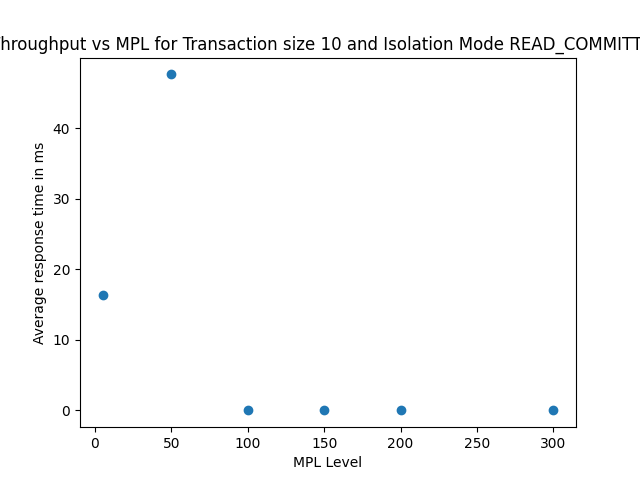 hroughput vs MPL for Transaction size 10 and Isolation Mode READ_COMMITT
Average response time in ms
40
30
20
10
0
0 50 100 150 200 250 300
MPL Level